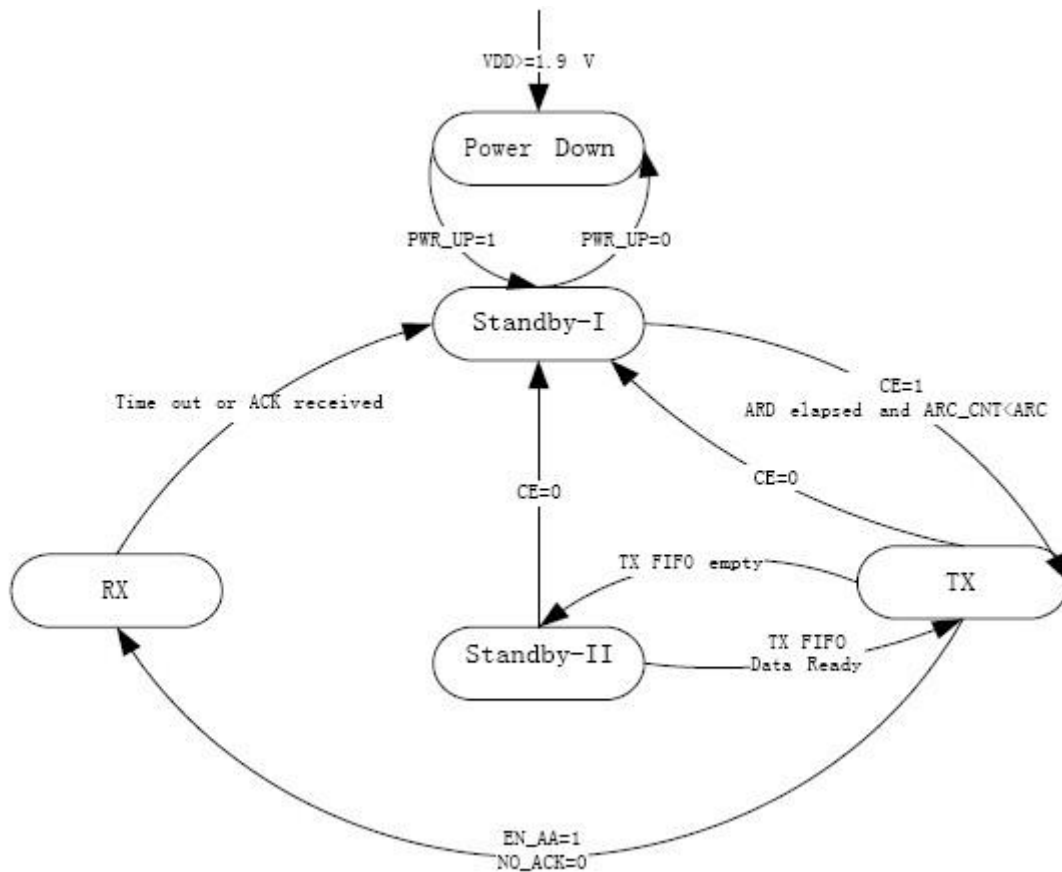 VDD>=1.9 V
Power Down
PWR_UP=1
PWR_UP=0
Standby-I
Time out or ACK received
CE=1
ARD elapsed and ARC_CNT<ARC
CE=0
CE=0
TX FIFO empty
RX
TX
Standby-II
TX FIFO
Data Ready
EN_AA=1
NO_ACK=0